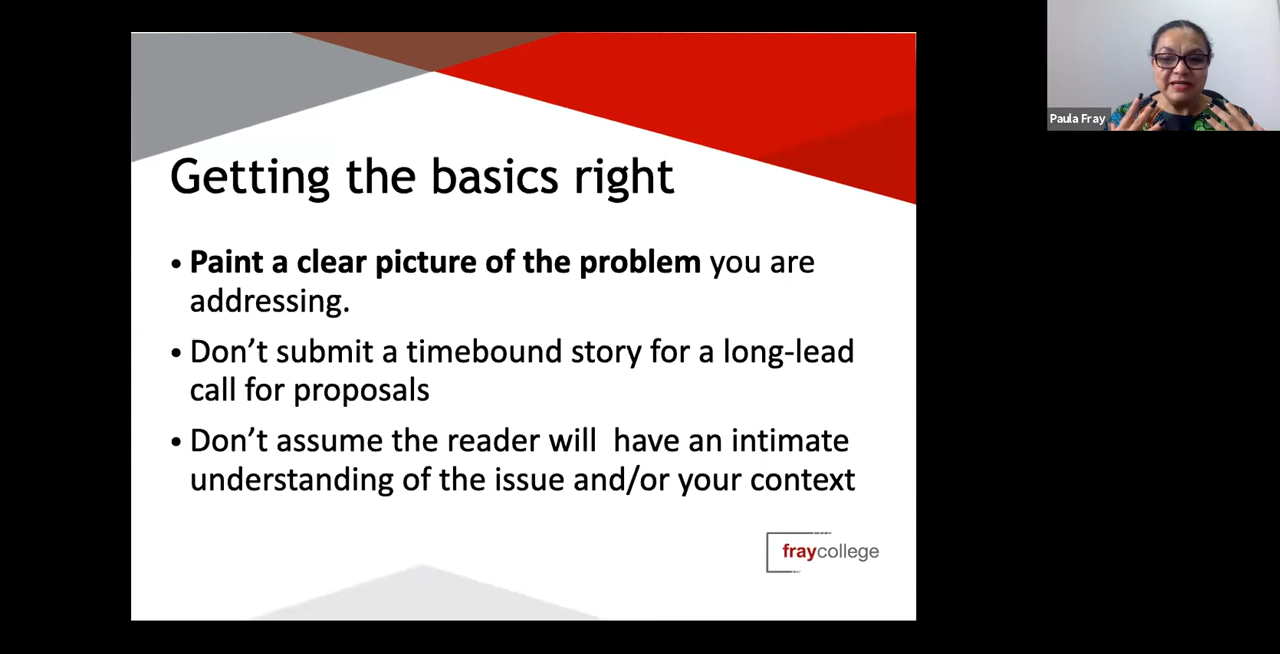 Paula Fray
Getting the basics right
• Paint a clear picture of the problem you are
addressing.
• Don’t submit a timebound story for a long-lead
call for proposals
• Don’t assume the reader will  have an intimate
understanding of the issue and/or your context
fraycollege